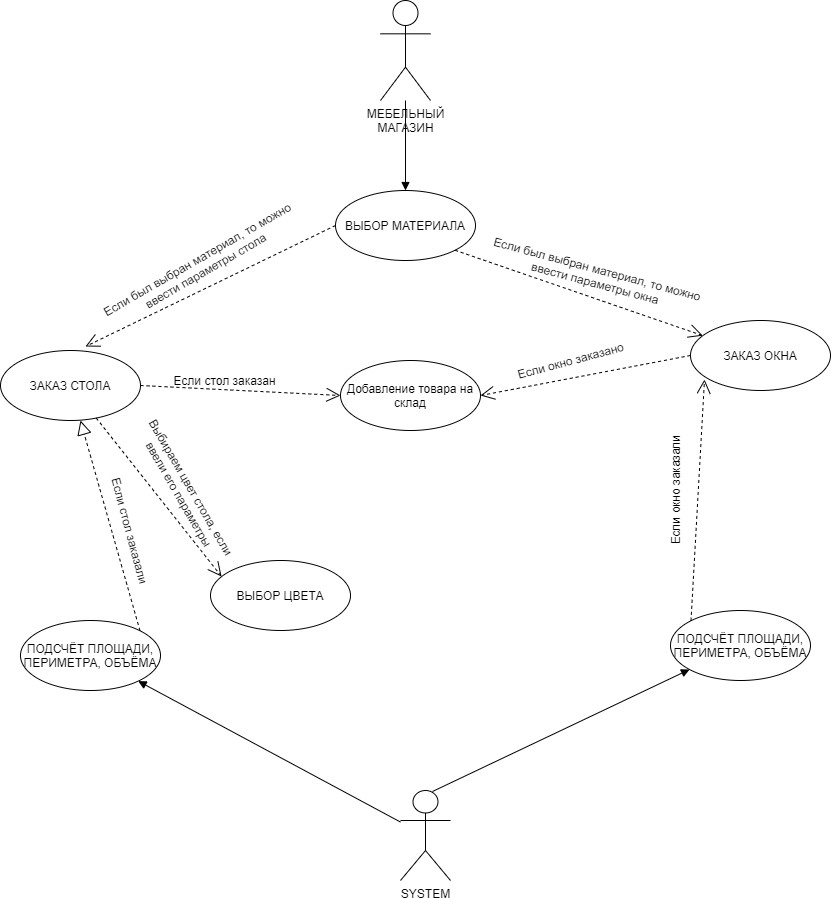 МЕБЕЛЬНЫЙ
МАГАЗИН
ВЫБОР МАТЕРИАЛА
Если был выбран материал, то можно
ввести параметры стола
Если был выбран материал, то можно
ввести параметры окна
ЗАКАЗ СТОЛА
Если стол заказан
Добавление товара на
склад
Если окно заказано
ЗАКАЗ ОКНА
Выбираем цвет стола, если
ввели его параметры
Если стол заказали
Если окно заказали
ВЫБОР ЦВЕТА
ПОДСЧЁТ ПЛОЩАДИ,
ПЕРИМЕТРА, ОБЪЁМА
ПОДСЧЁТ ПЛОЩАДИ,
ПЕРИМЕТРА, ОБЪЁМА
SYSTEM